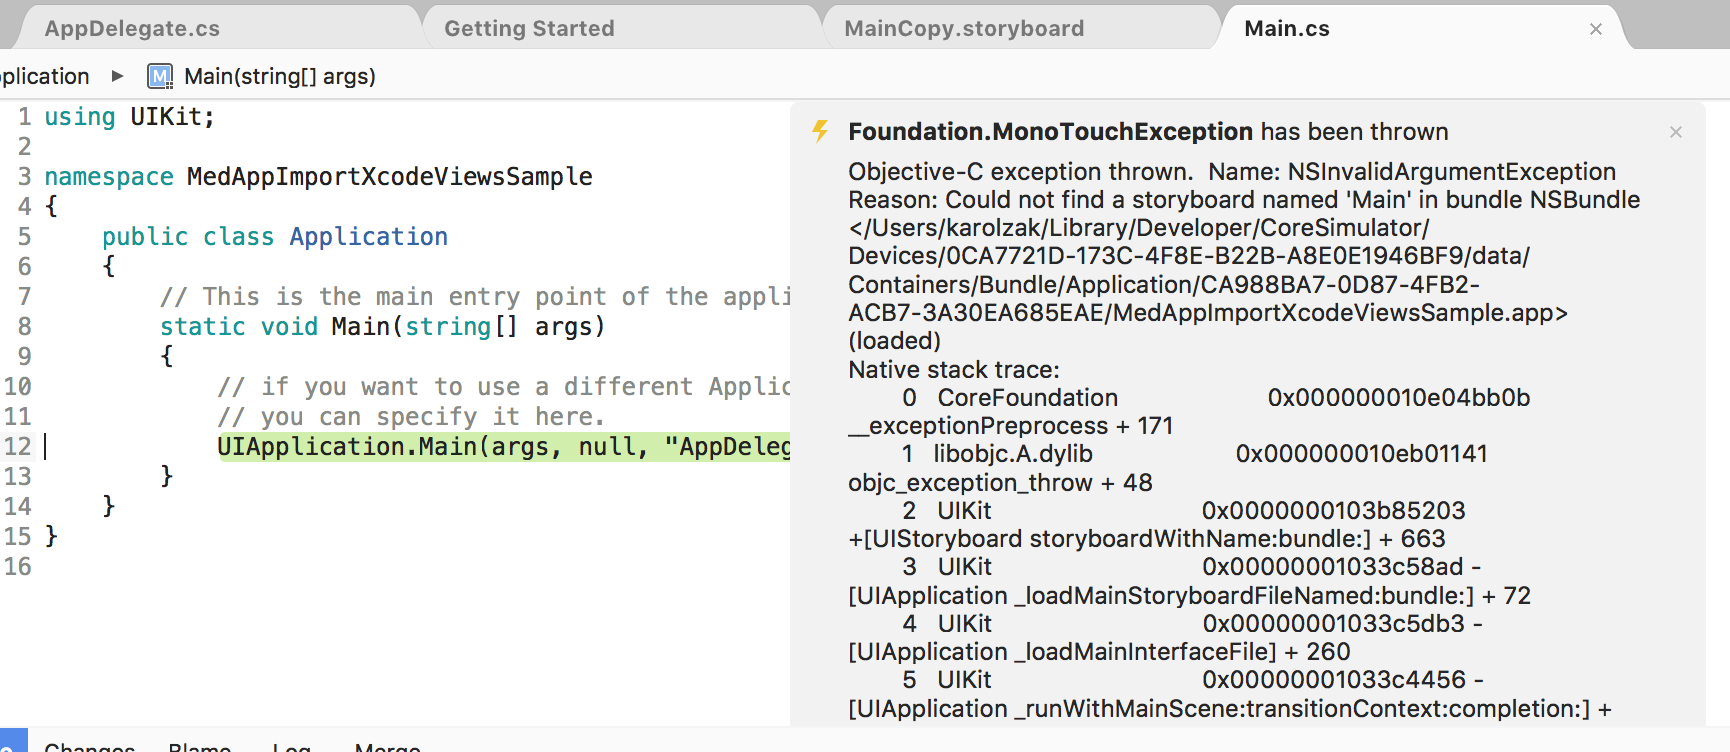 AppDelegate.cs
Getting Started
MainCopy.storyboard
Main.cs ×
plication ▸ M Main(string[] args)
1 using UIKit;
2
3 namespace MedAppImportXcodeViewsSample
4 {
5 public class Application
6 {
7 // This is the main entry point of the appli
8 static void Main(string[] args)
9 {
10 // if you want to use a different Applic
11 // you can specify it here.
12 UIApplication.Main(args, null, "AppDeleg
13 }
14 }
15 }
16
Foundation.MonoTouchException has been thrown ×
Objective-C exception thrown.  Name: NSInvalidArgumentException
Reason: Could not find a storyboard named 'Main' in bundle NSBundle
</Users/karolzak/Library/Developer/CoreSimulator/
Devices/0CA7721D-173C-4F8E-B22B-A8E0E1946BF9/data/
Containers/Bundle/Application/CA988BA7-0D87-4FB2-
ACB7-3A30EA685EAE/MedAppImportXcodeViewsSample.app>
(loaded)
Native stack trace:
0 CoreFoundation 0x000000010e04bb0b
__exceptionPreprocess + 171
1 libobjc.A.dylib 0x000000010eb01141
objc_exception_throw + 48
2 UIKit 0x0000000103b85203
+[UIStoryboard storyboardWithName:bundle:] + 663
3 UIKit 0x00000001033c58ad -
[UIApplication _loadMainStoryboardFileNamed:bundle:] + 72
4 UIKit 0x00000001033c5db3 -
[UIApplication _loadMainInterfaceFile] + 260
5 UIKit 0x00000001033c4456 -
[UIApplication _runWithMainScene:transitionContext:completion:] +
Changes Blame Log Merge